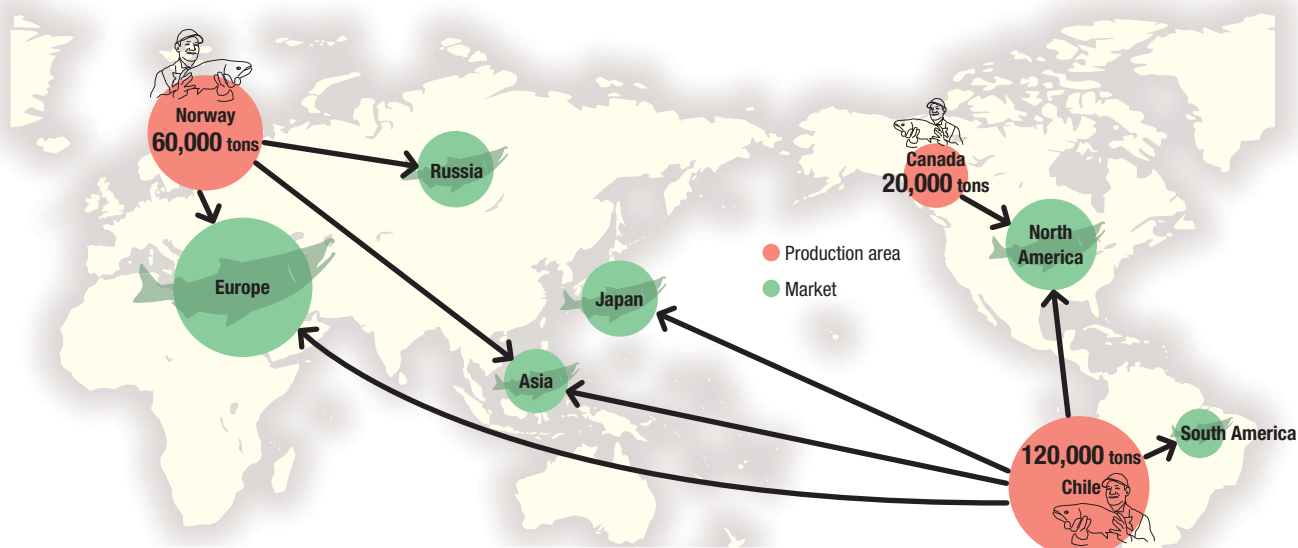 Norway
60,000 tons
Russia
Canada
20,000 tons
North
America
Production area
Market
Europe
Japan
Asia
South America
120,000 tons
Chile